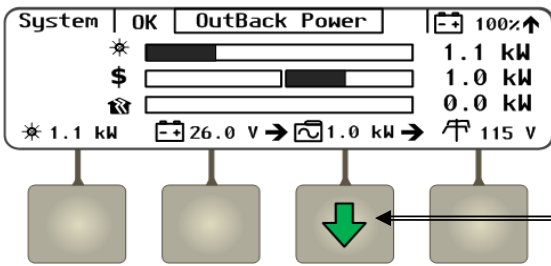 System OK OutBack Power 100%
1.1 kW
$ 1.0 kW
0.0 kW
1.1 kW 26.0 V 1.0 kW 115 V